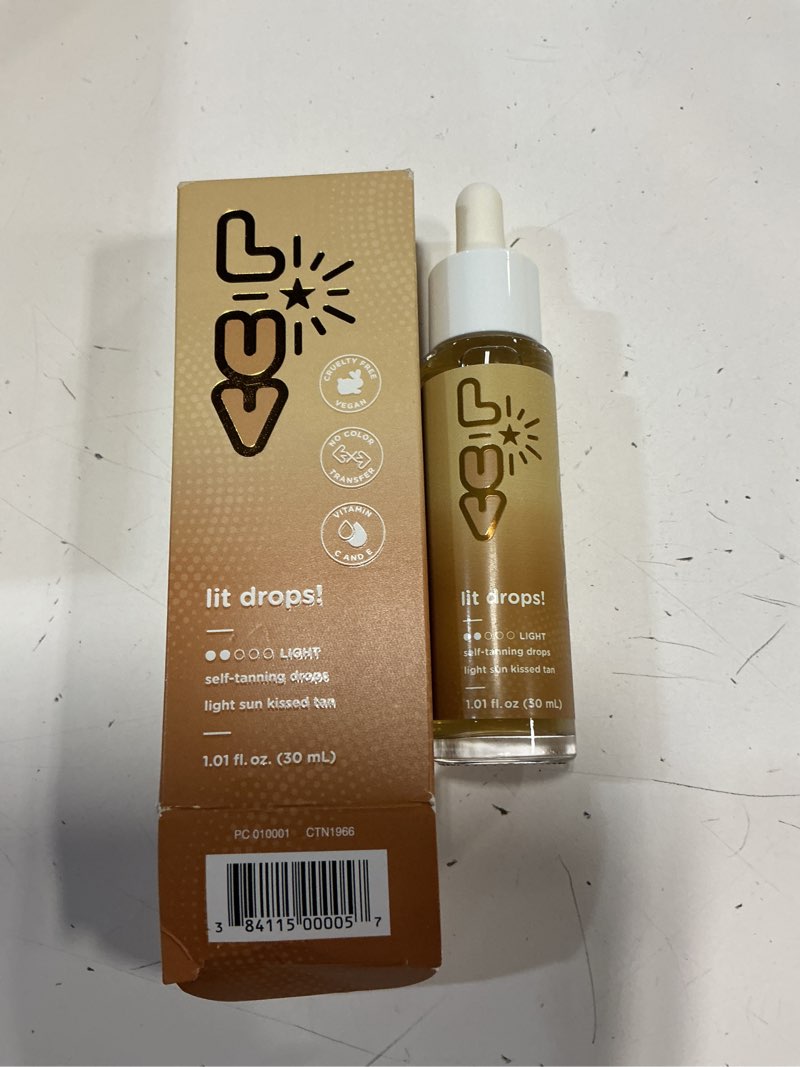 CRUELTY FREE
VEGAN
NO COLOR
TRANSFER
VITAMIN
C AND E
lit drops!
LIGHT
self-tanning drops
light sun kissed tan
1.01 fl. oz. (30 mL)
PC 010001 CTN1966
3 84115 00005 7
lit drops!
LIGHT
self-tanning drops
light sun kissed tan
1.01 fl. oz (30 mL)